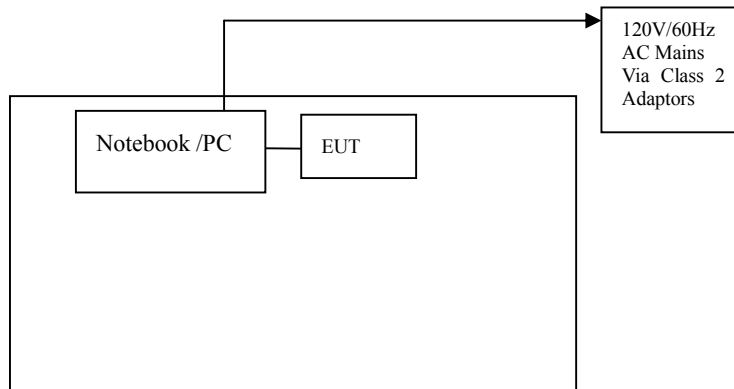 120V/60Hz
AC Mains
Via Class 2
Adaptors
Notebook /PC
EUT